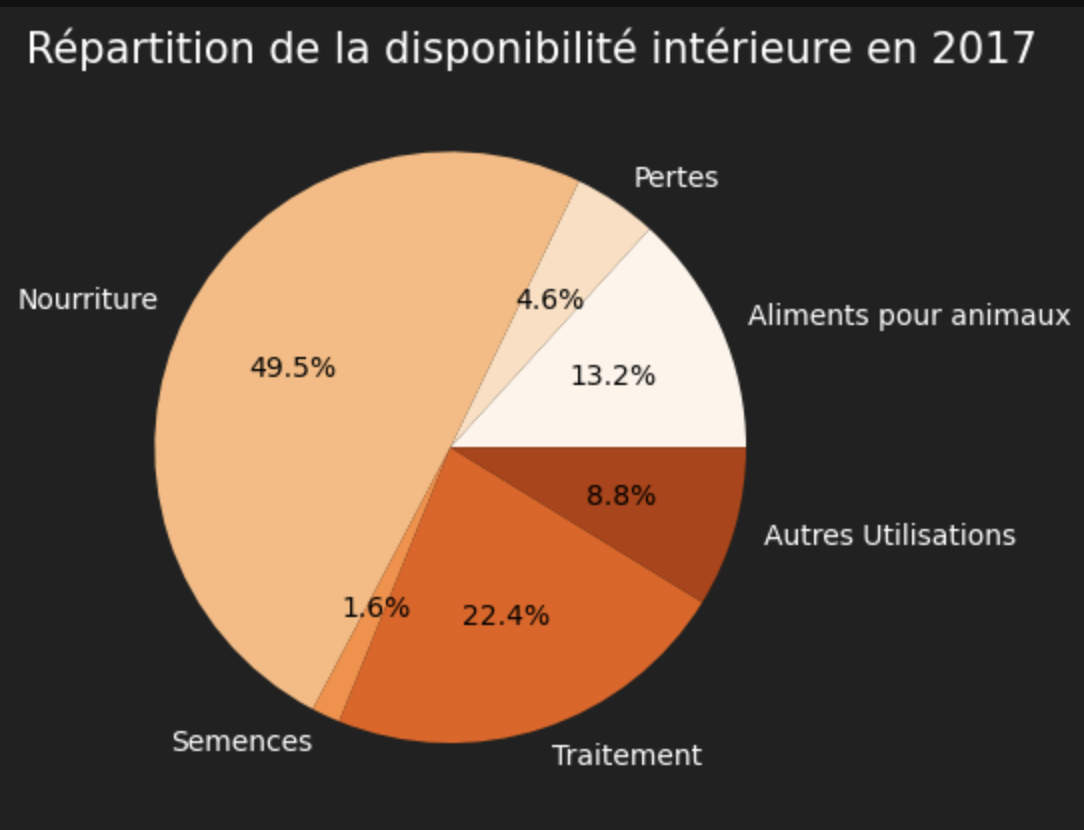 Répartition de la disponibilité intérieure en 2017
Pertes
Nourriture
4.6%
Aliments pour animaux
49.5%
13.2%
8.8%
Autres Utilisations
1.6%
22.4%
Semences
Traitement